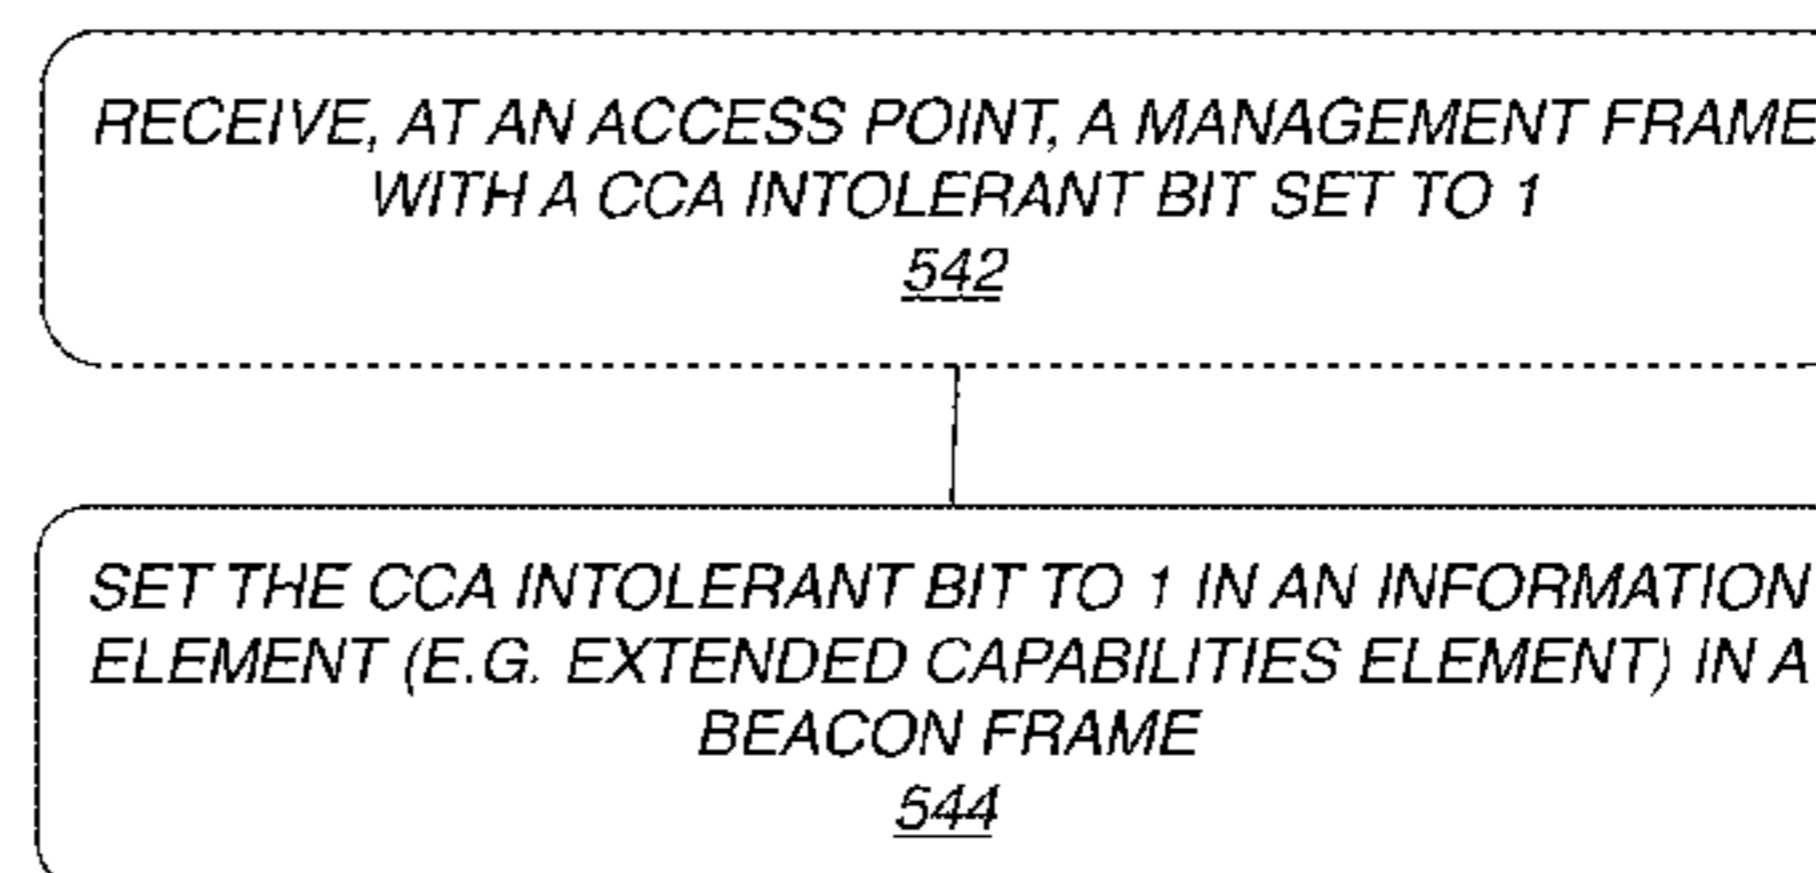 RECEIVE, AT AN ACCESS POINT, A MANAGEMENT FRAME
WITH A CCA INTOLERANT BIT SET TO 1
542
SET THE CCA INTOLERANT BIT TO 1 IN AN INFORMATION
ELEMENT (E.G. EXTENDED CAPABILITIES ELEMENT) IN A
BEACON FRAME
544